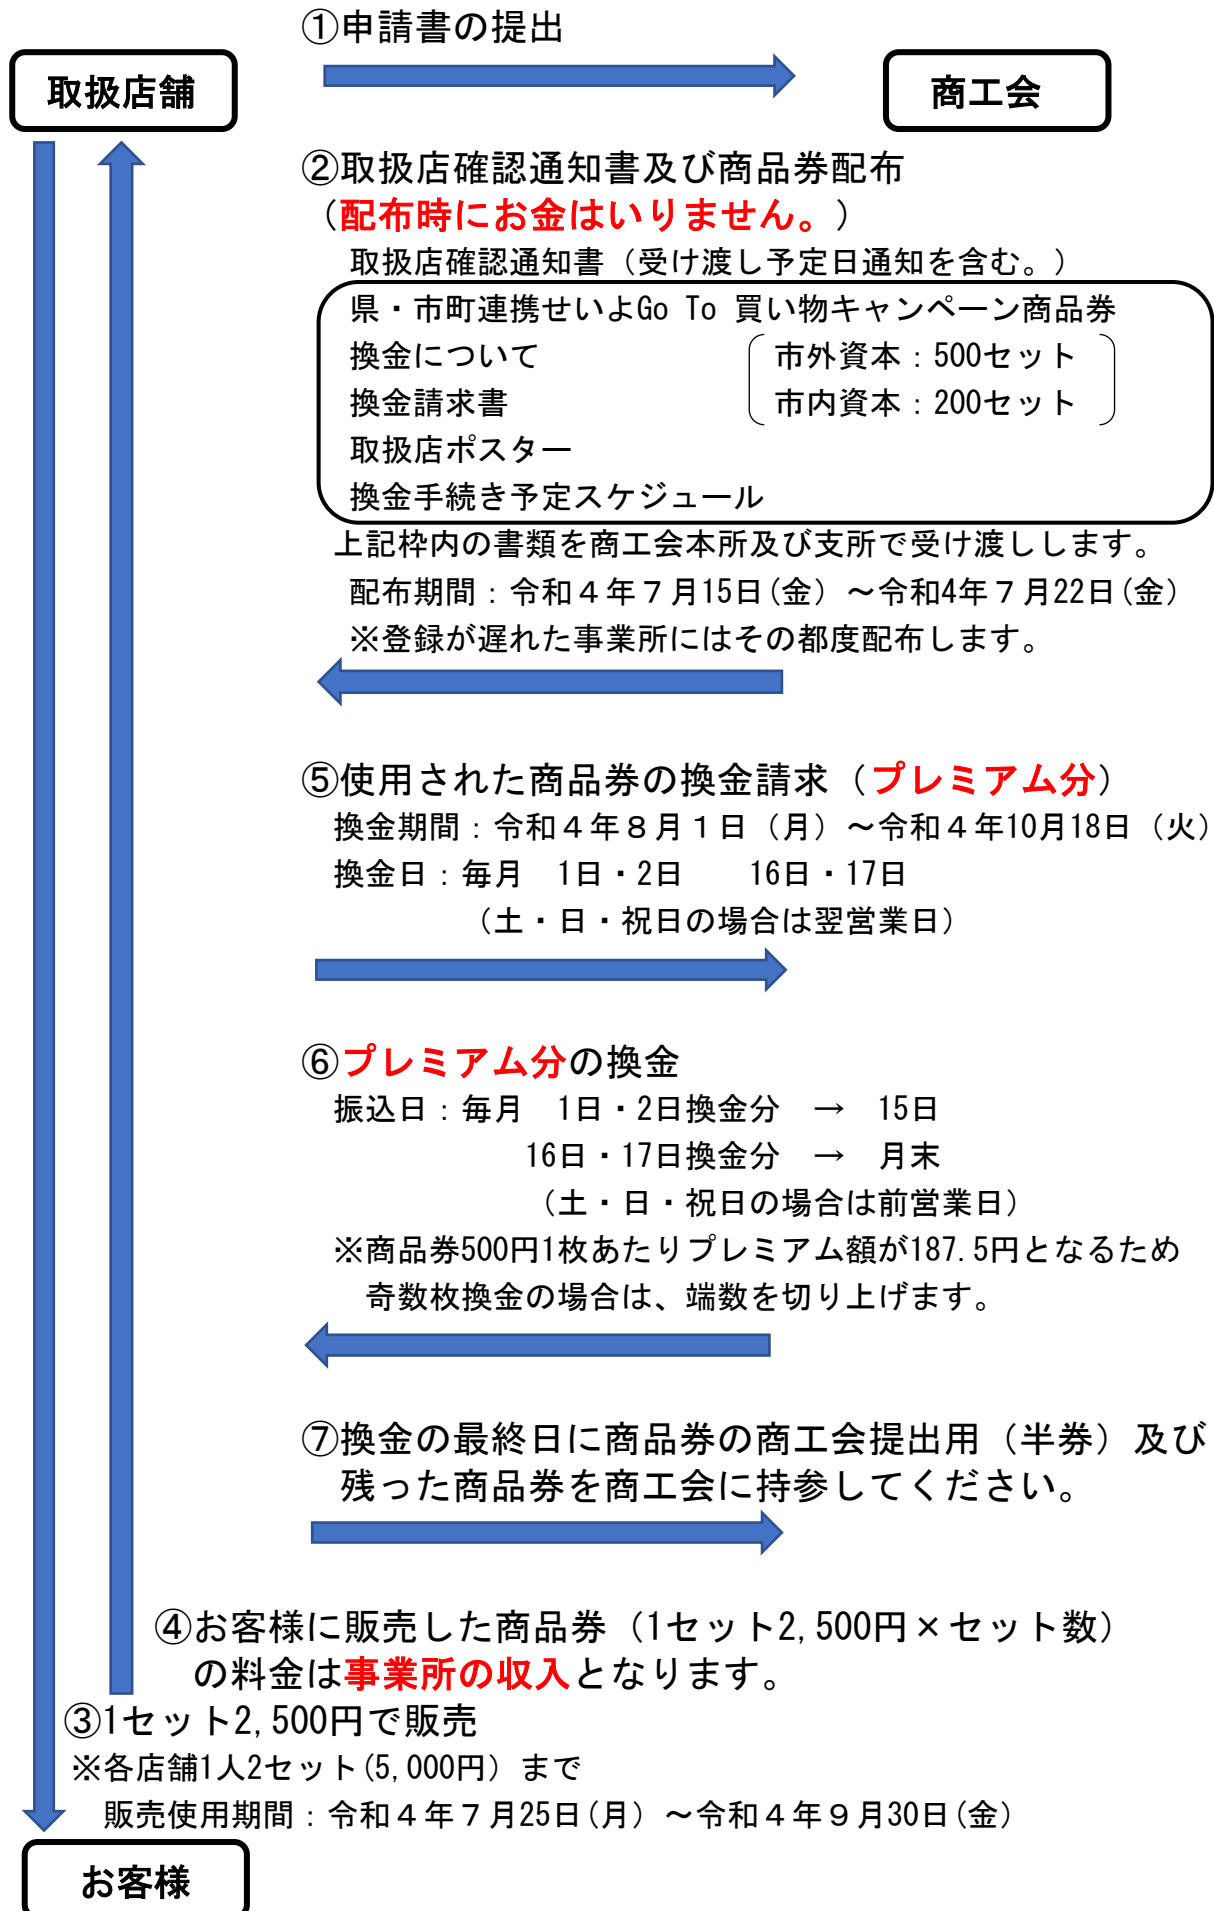 ①申請書の提出
取扱店舗
商工会
②取扱店確認通知書及び商品券配布
（配布時にお金はいりません。）
取扱店確認通知書（受け渡し予定日通知を含む。）
県・市町連携せいよGo To 買い物キャンペーン商品券
換金について
市外資本：500セット
換金請求書
市内資本：200セット
取扱店ポスター
換金手続き予定スケジュール
上記枠内の書類を商工会本所及び支所で受け渡しします。
配布期間：令和４年７月15日(金）～令和4年７月22日(金）
※登録が遅れた事業所にはその都度配布します。
⑤使用された商品券の換金請求（プレミアム分）
換金期間：令和４年８月１日（月）～令和４年10月18日（火）
換金日：毎月　1日・2日　　16日・17日
（土・日・祝日の場合は翌営業日）
⑥プレミアム分の換金
振込日：毎月　1日・2日換金分　→　15日
16日・17日換金分　→　月末
（土・日・祝日の場合は前営業日）
※商品券500円1枚あたりプレミアム額が187.5円となるため
奇数枚換金の場合は、端数を切り上げます。
⑦換金の最終日に商品券の商工会提出用（半券）及び
残った商品券を商工会に持参してください。
④お客様に販売した商品券（1セット2,500円×セット数）
の料金は事業所の収入となります。
③1セット2,500円で販売
※各店舗1人2セット(5,000円）まで
販売使用期間：令和４年７月25日(月）～令和４年９月30日(金）
お客様